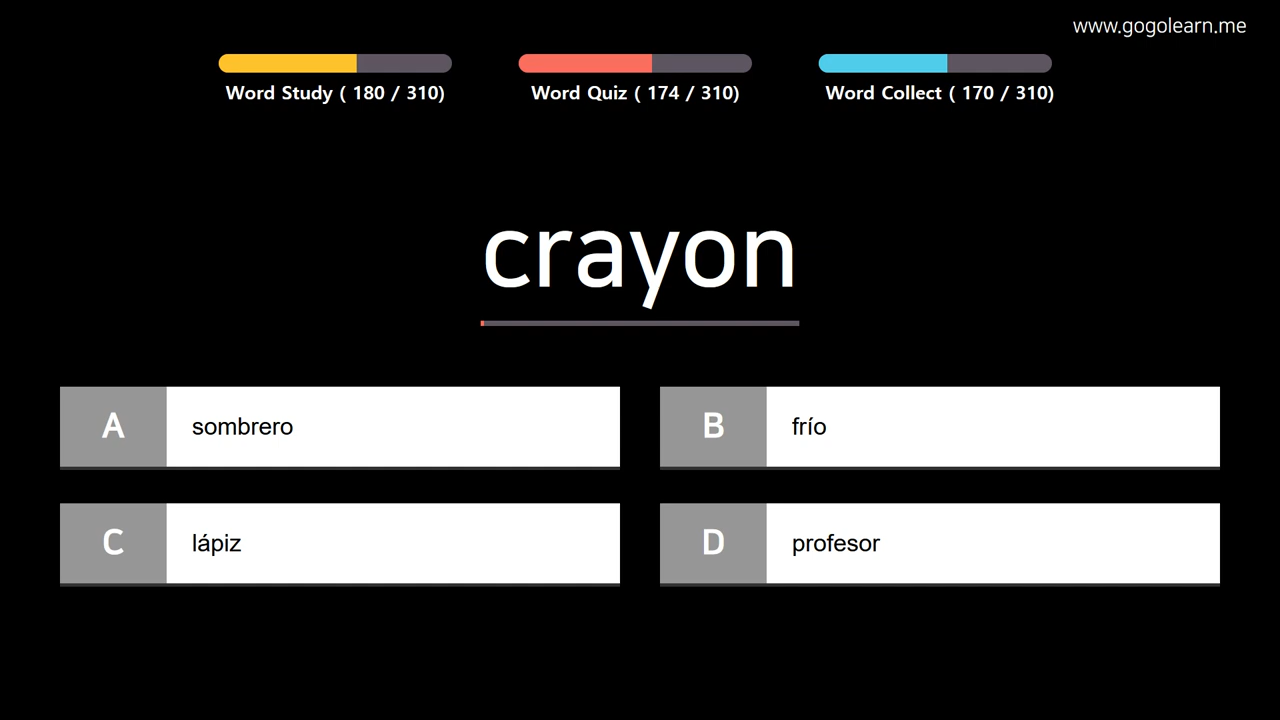 www.gogolearn.me
Word Study ( 180 / 310)
Word Quiz ( 174 / 310)
Word Collect ( 170 / 310)
crayon
A
sombrero
B
frío
C
lápiz
D
profesor